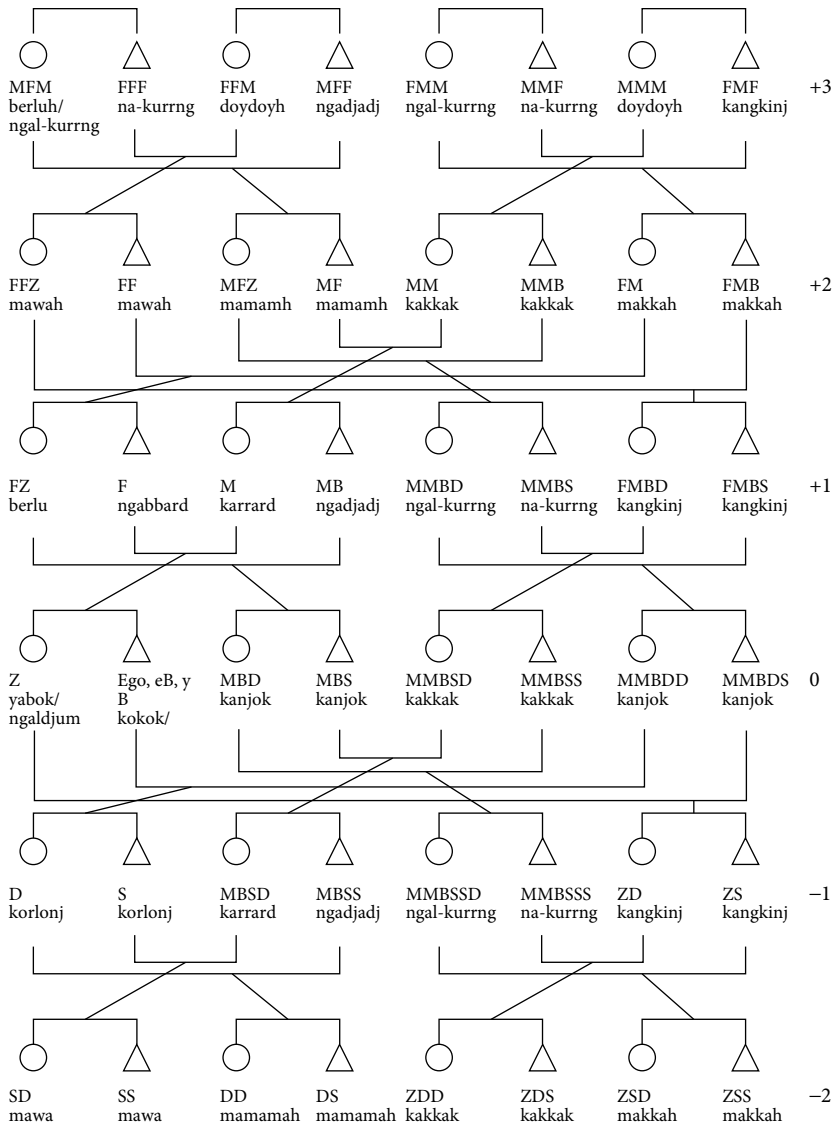 MFM FFF FFM MFF FMM MMF MMM FMF +3
berluh/ na-kurrng doydoyh ngadjadj ngal-kurrng na-kurrng doydoyh kangkinj
ngal-kurrng
FFZ FF MFZ MF MM MMB FM FMB +2
mawah mawah mamamh mamamh kakkak kakkak makkah makkah
FZ F M MB MMBD MMBS FMBD FMBS +1
berlu ngabbard karrard ngadjadj ngal-kurrng na-kurrng kangkinj kangkinj
Z Ego, eB, y MBD MBS MMBSD MMBSS MMBDD MMBDS 0
yabok/ B kanjok kanjok kakkak kakkak kanjok kanjok
ngaldjum kokok/
D S MBSD MBSS MMBSSD MMBSSS ZD ZS −1
korlonj korlonj karrard ngadjadj ngal-kurrng na-kurrng kangkinj kangkinj
SD SS DD DS ZDD ZDS ZSD ZSS −2
mawa mawa mamamah mamamah kakkak kakkak makkah makkah